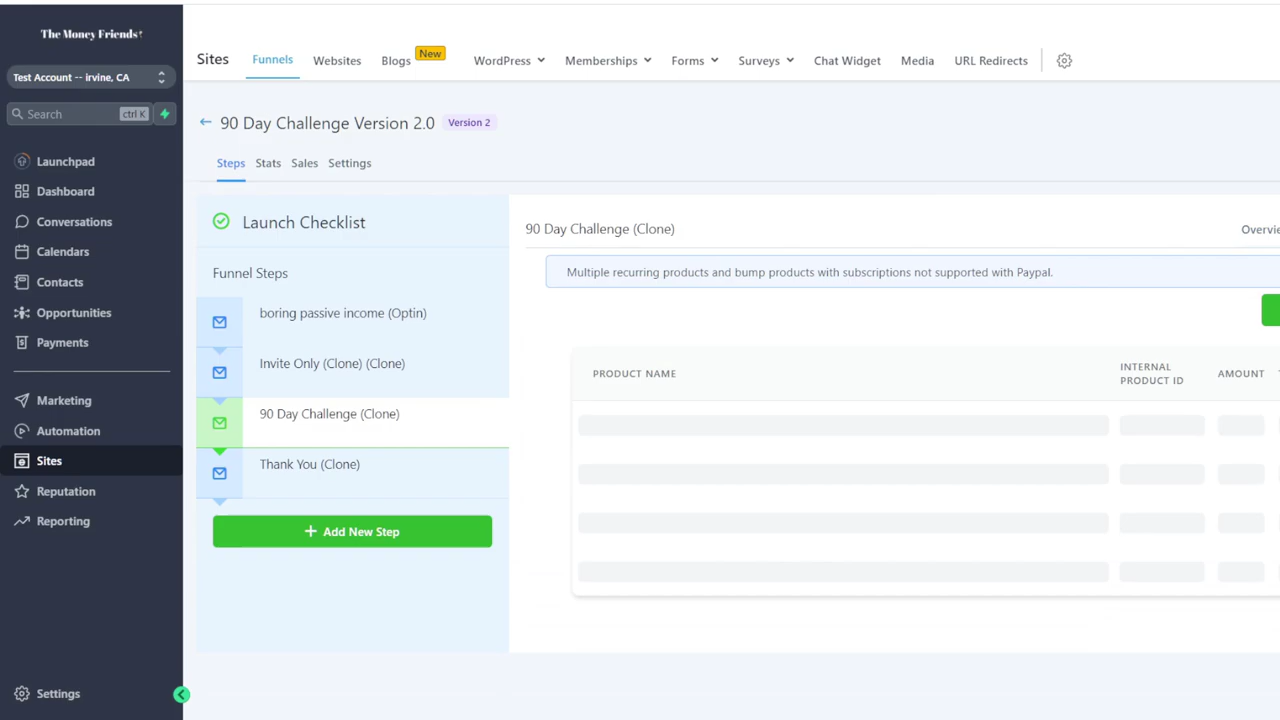 The Money Friends
Test Account -- irvine, CA
Search
ctrl K
Launchpad
Dashboard
Conversations
Calendars
Contacts
Opportunities
Payments
Marketing
Automation
Sites
Reputation
Reporting
Settings
Sites
Funnels
Websites
Blogs
New
WordPress
Memberships
Forms
Surveys
Chat Widget
Media
URL Redirects
90 Day Challenge Version 2.0
Version 2
Steps
Stats
Sales
Settings
Launch Checklist
Funnel Steps
boring passive income (Optin)
Invite Only (Clone) (Clone)
90 Day Challenge (Clone)
Thank You (Clone)
+ Add New Step
90 Day Challenge (Clone)
Overvie
Multiple recurring products and bump products with subscriptions not supported with Paypal.
PRODUCT NAME
INTERNAL
PRODUCT ID
AMOUNT